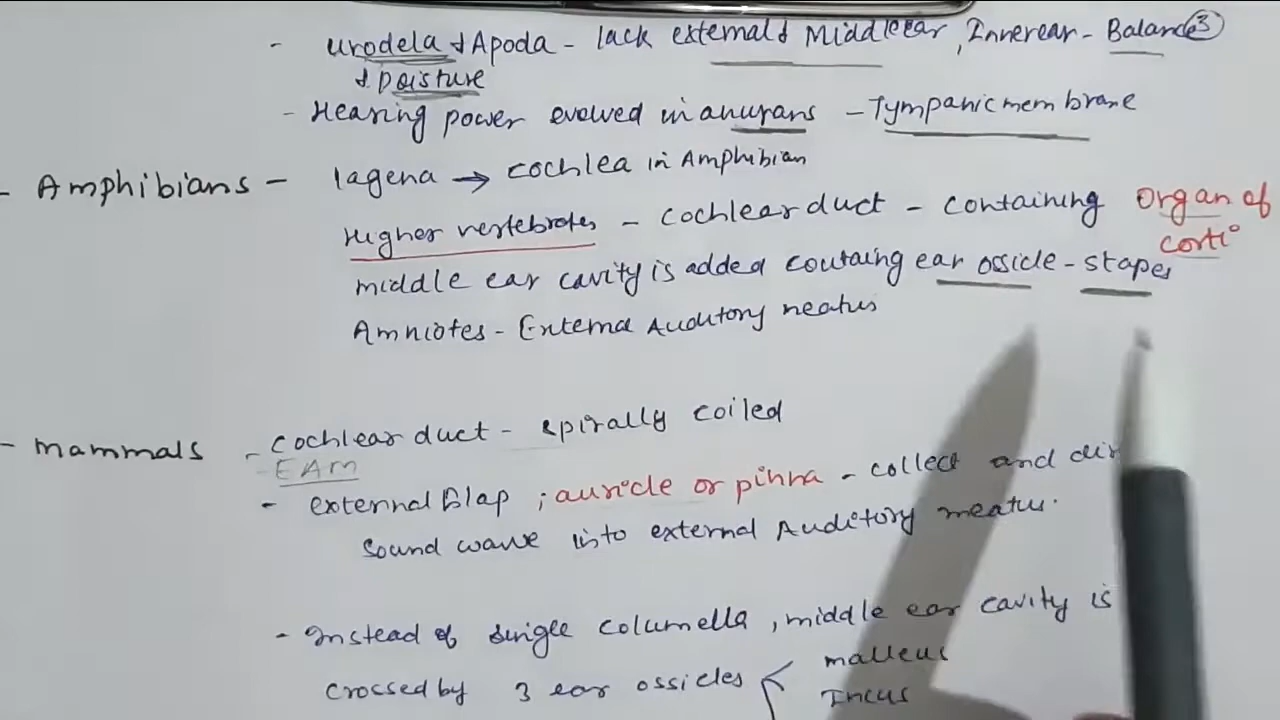 - urodela & Apoda - lack external & Middle ear, Inner ear - Balance ③
& Posture
- Hearing power evolved in anurans - Tympanic membrane
- Amphibians - lagena → cochlea in Amphibian
Higher vertebrates - cochlear duct - containing organ of
corti
middle ear cavity is added containg ear ossicle - stapes
Amniotes - External Auditory meatus
- mammals - cochlear duct - spirally coiled
- EAM
- external flap ; auricle or pinna - collect and dir
sound wave into external Auditory meatus.
- Instead of single columella, middle ear cavity is
crossed by 3 ear ossicles < malleus
Incus